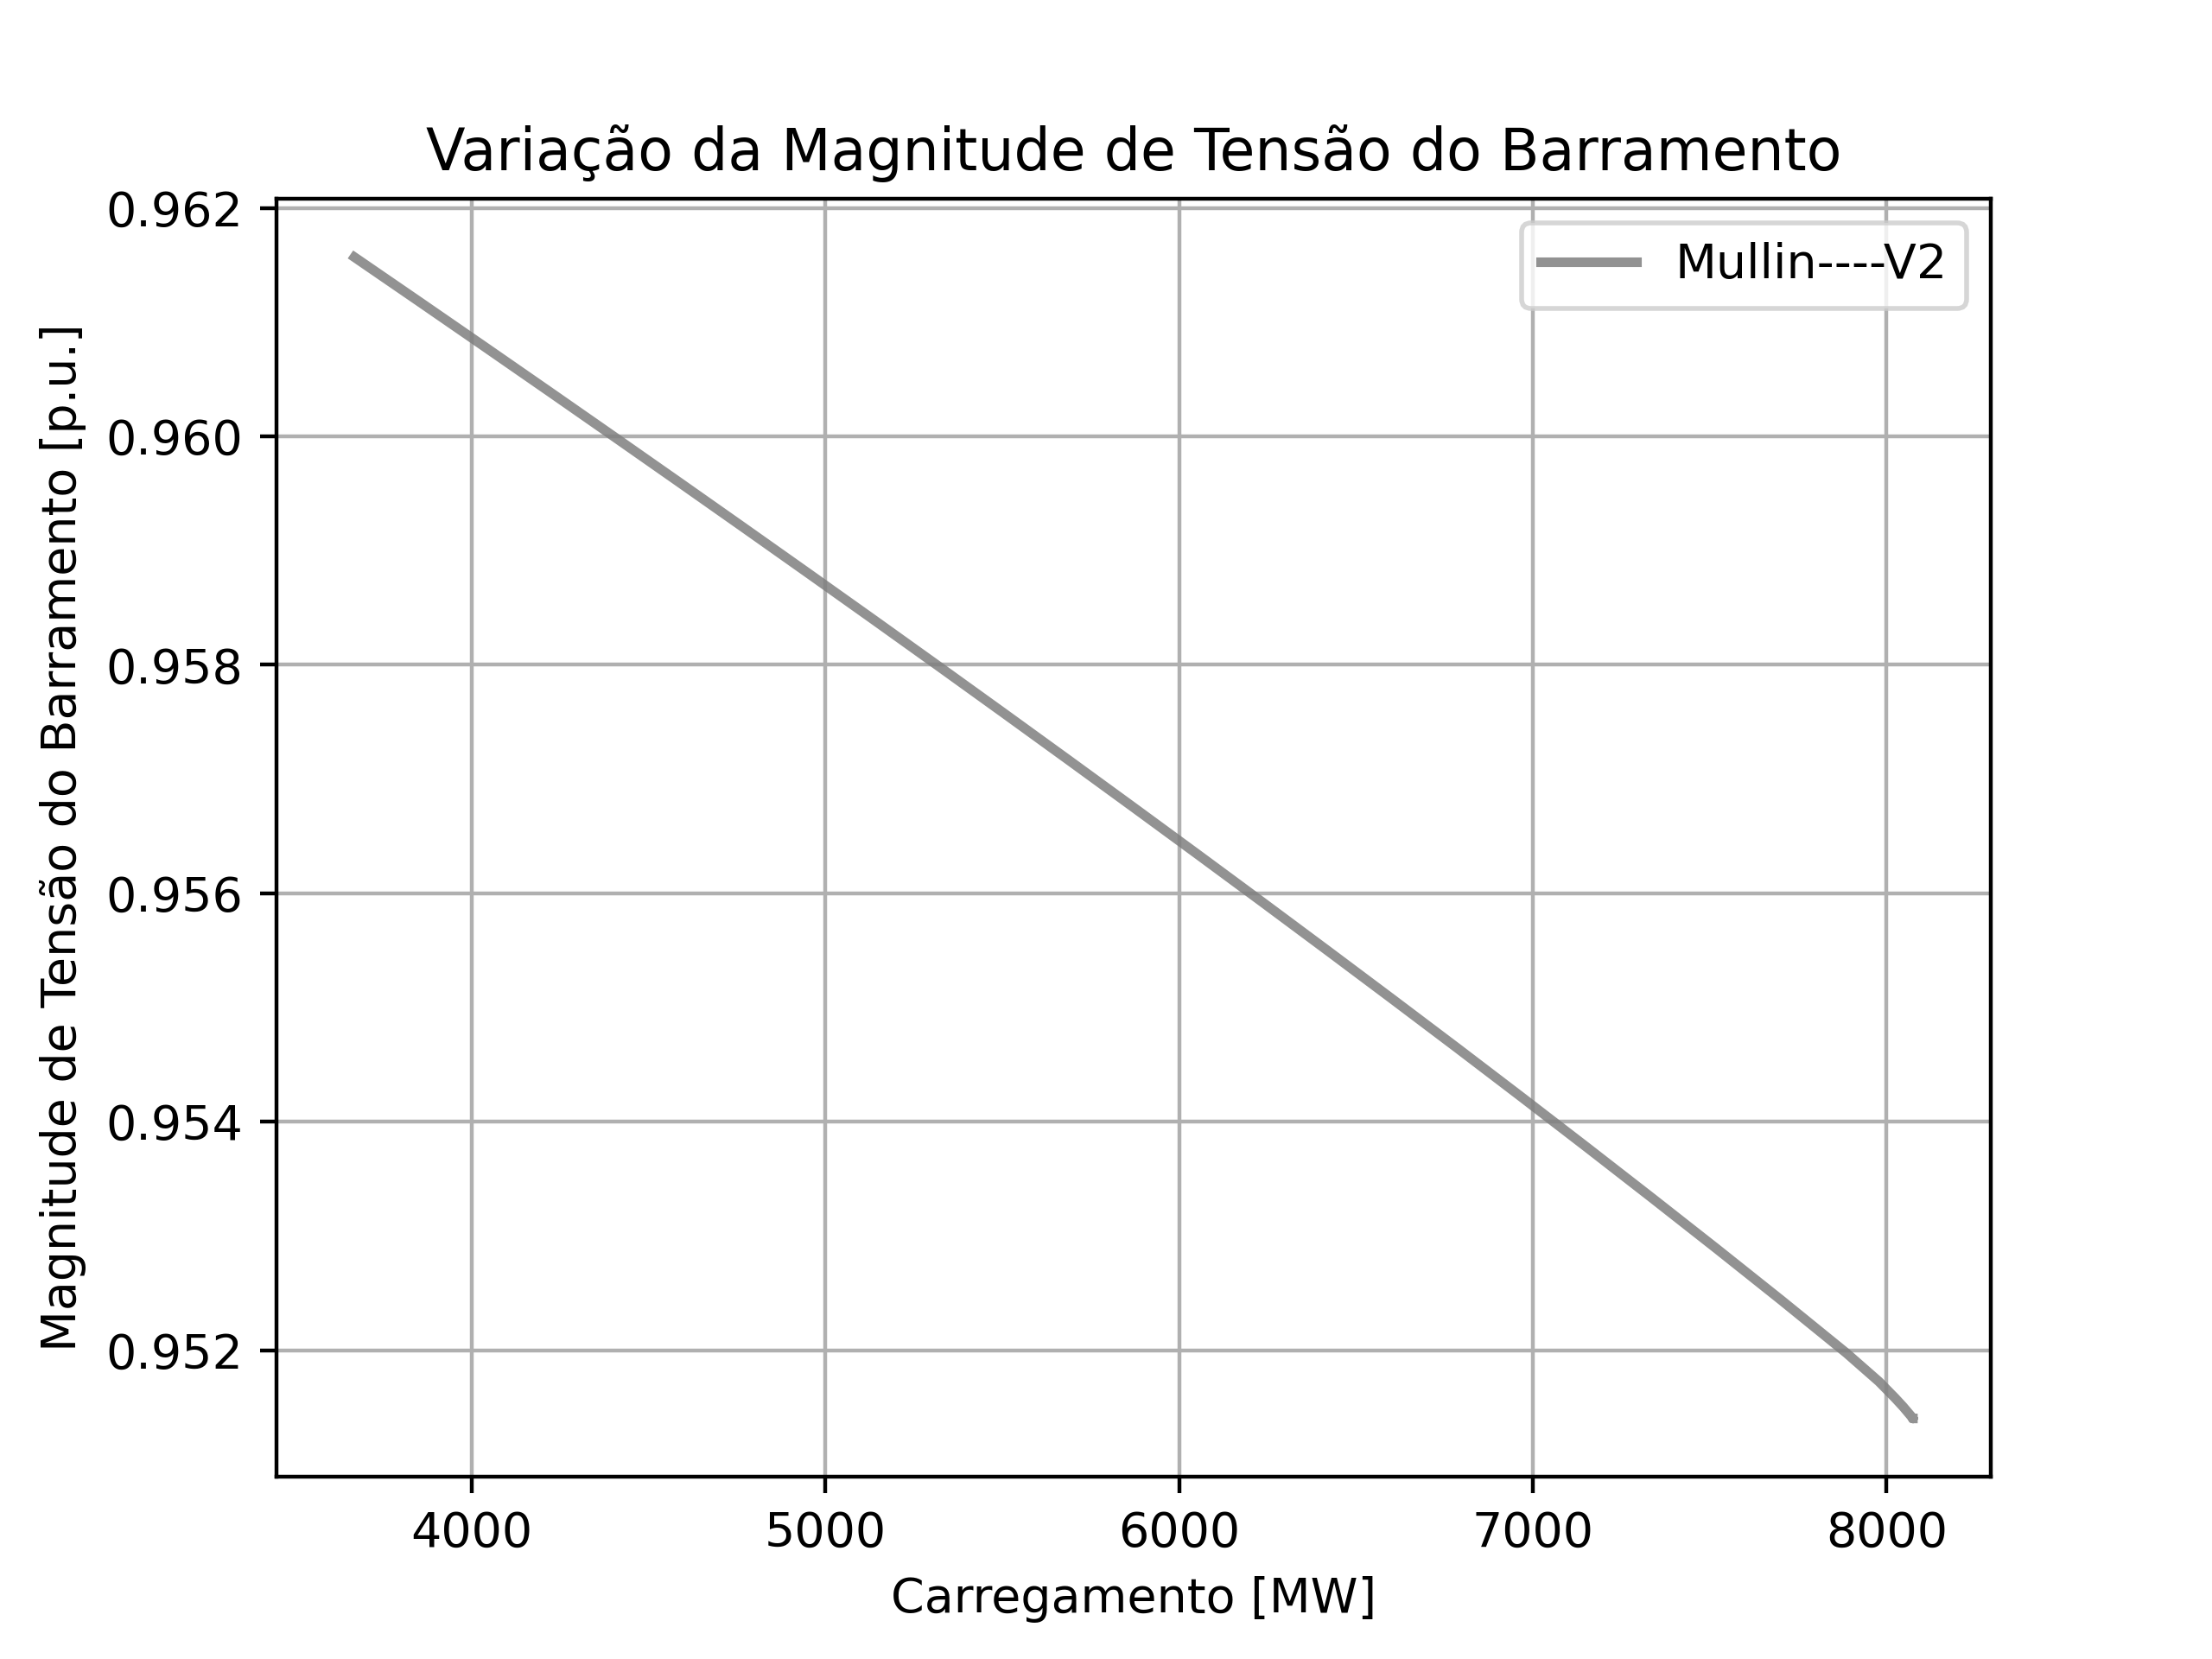 Variação da Magnitude de Tensão do Barramento
Mullin----V2
Magnitude de Tensão do Barramento [p.u.]
0.962
0.960
0.958
0.956
0.954
0.952
4000 5000 6000 7000 8000
Carregamento [MW]